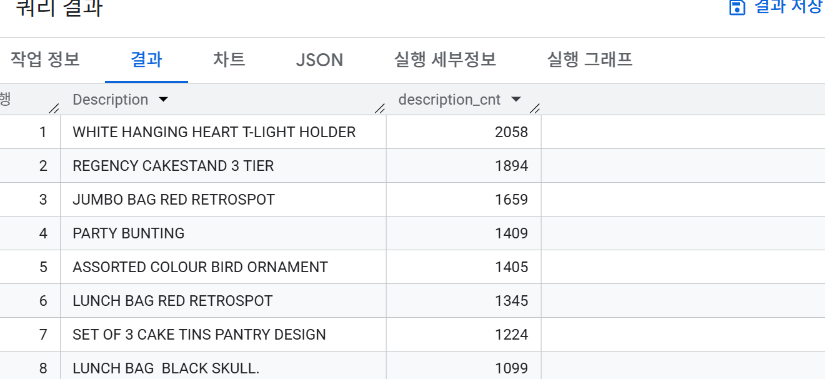 쿼리 결과 결과 저장
작업 정보 결과 차트 JSON 실행 세부정보 실행 그래프
행 Description description_cnt
1 WHITE HANGING HEART T-LIGHT HOLDER 2058
2 REGENCY CAKESTAND 3 TIER 1894
3 JUMBO BAG RED RETROSPOT 1659
4 PARTY BUNTING 1409
5 ASSORTED COLOUR BIRD ORNAMENT 1405
6 LUNCH BAG RED RETROSPOT 1345
7 SET OF 3 CAKE TINS PANTRY DESIGN 1224
8 LUNCH BAG  BLACK SKULL. 1099